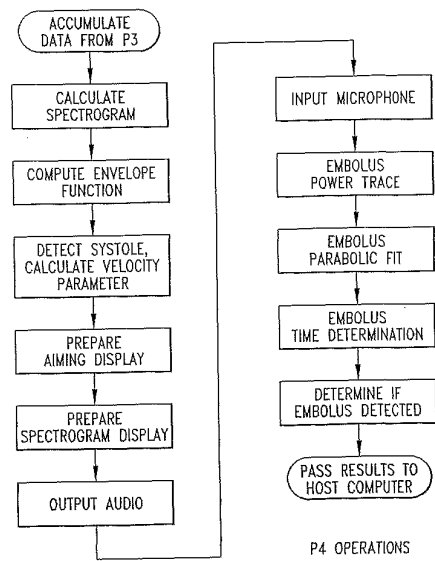 ACCUMULATE
DATA FROM P3
CALCULATE
SPECTROGRAM
COMPUTE ENVELOPE
FUNCTION
DETECT SYSTOLE,
CALCULATE VELOCITY
PARAMETER
PREPARE
AIMING DISPLAY
PREPARE
SPECTROGRAM DISPLAY
OUTPUT AUDIO
INPUT MICROPHONE
EMBOLUS
POWER TRACE
EMBOLUS
PARABOLIC FIT
EMBOLUS
TIME DETERMINATION
DETERMINE IF
EMBOLUS DETECTED
PASS RESULTS TO
HOST COMPUTER
P4 OPERATIONS